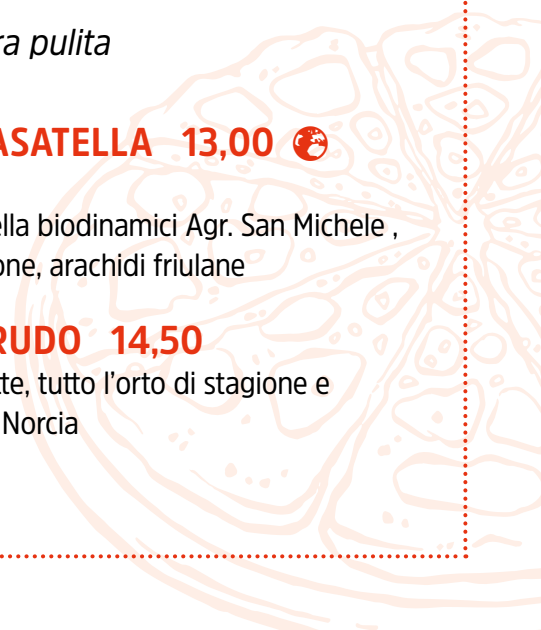 ra pulita
ASATELLA 13,00
ella biodinamici Agr. San Michele ,
one, arachidi friulane
RUDO 14,50
tte, tutto l'orto di stagione e
Norcia